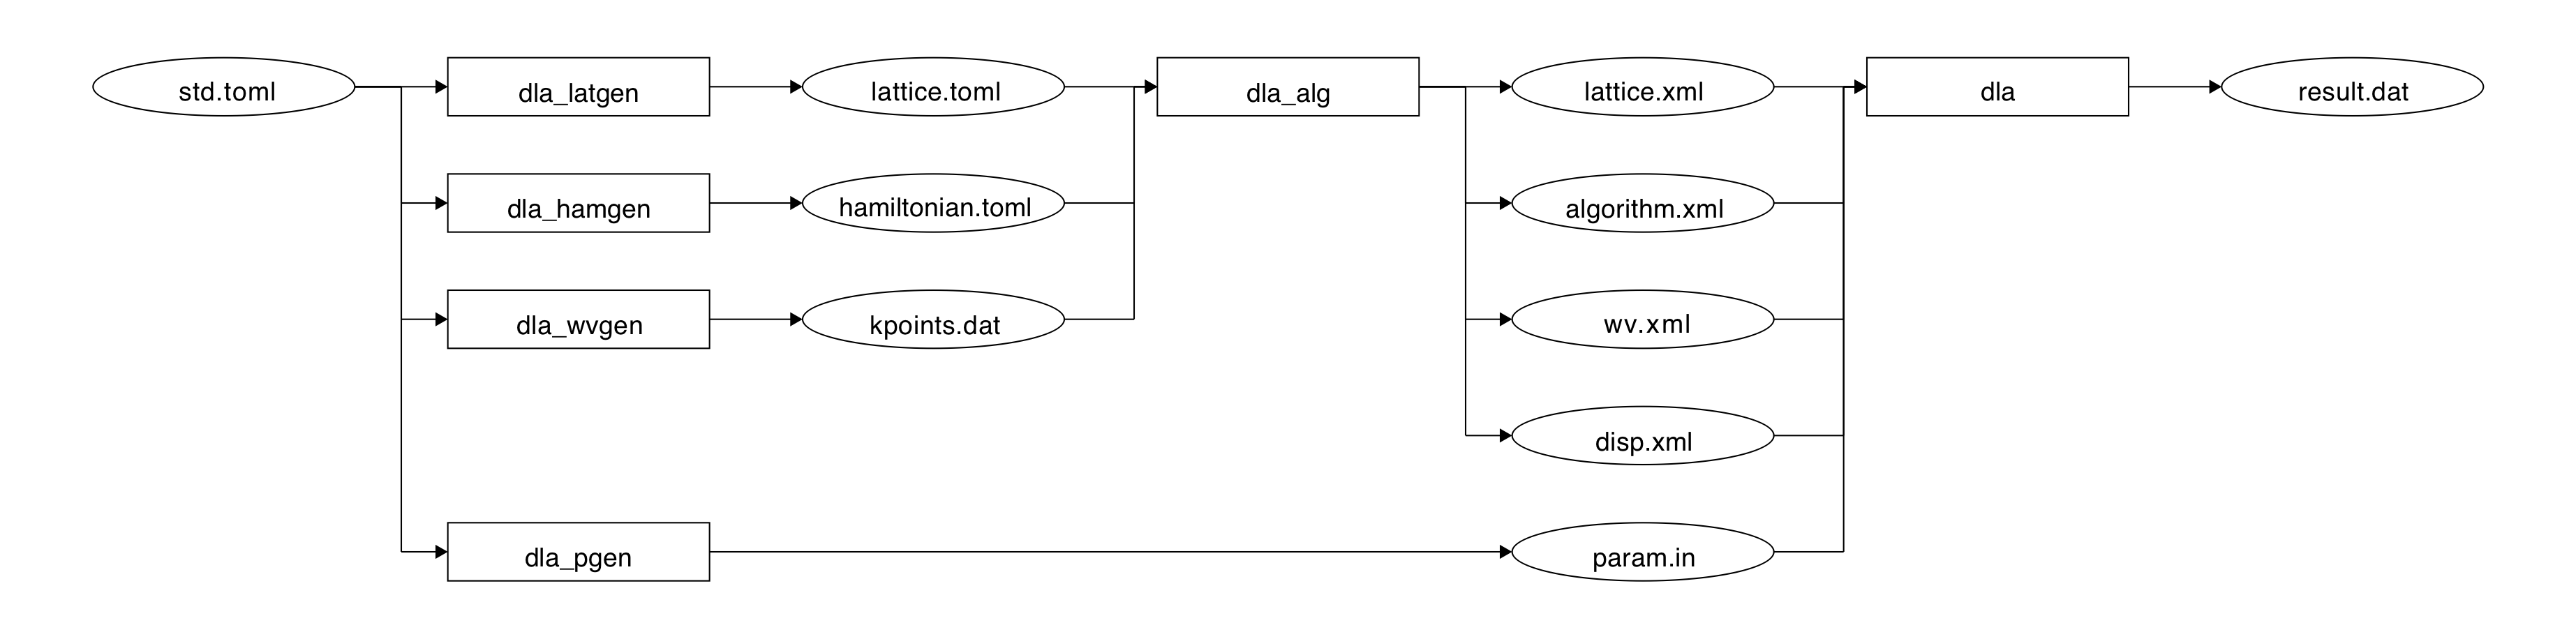 std.toml
dla_latgen
lattice.toml
dla_alg
lattice.xml
dla
result.dat
dla_hamgen
hamiltonian.toml
algorithm.xml
dla_wvgen
kpoints.dat
wv.xml
disp.xml
dla_pgen
param.in